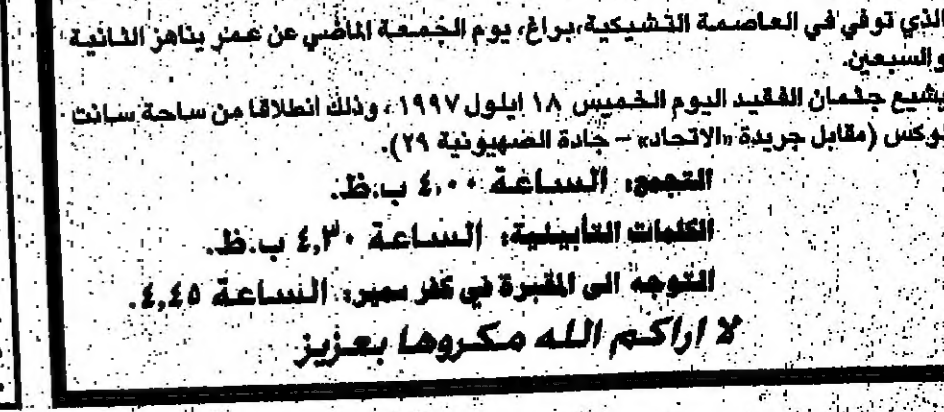 الذي توفي في العاصمة التشيكية، براغ، يوم الجمعة الماضي عن عمر يناهز الثانية
والسبعين.
يشيع جثمان الفقيد اليوم الخميس ١٨ ايلول ١٩٩٧، وذلك انطلاقا من ساحة سانت
لوكس (مقابل جريدة «الاتحاد» – جادة الصهيونية ٢٩).
التجمع: الساعة ٤,٠٠ ب.ظ.
الكلمات التأبينية: الساعة ٤,٣٠ ب.ظ.
التوجه الى المقبرة في كفر سمير: الساعة ٤,٤٥.
لا اراكم الله مكروها بعزيز